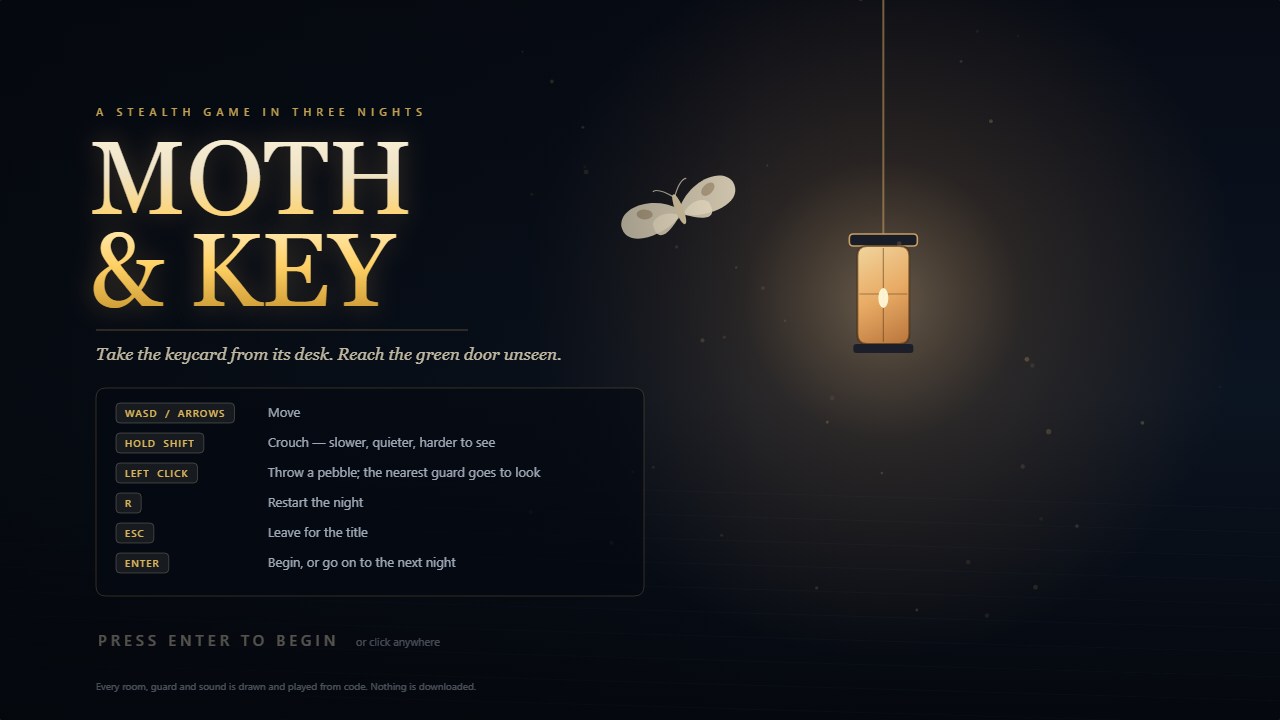 A STEALTH GAME IN THREE NIGHTS
MOTH
& KEY
Take the keycard from its desk. Reach the green door unseen.
WASD / ARROWS Move
HOLD SHIFT Crouch — slower, quieter, harder to see
LEFT CLICK Throw a pebble; the nearest guard goes to look
R Restart the night
ESC Leave for the title
ENTER Begin, or go on to the next night
PRESS ENTER TO BEGIN or click anywhere
Every room, guard and sound is drawn and played from code. Nothing is downloaded.